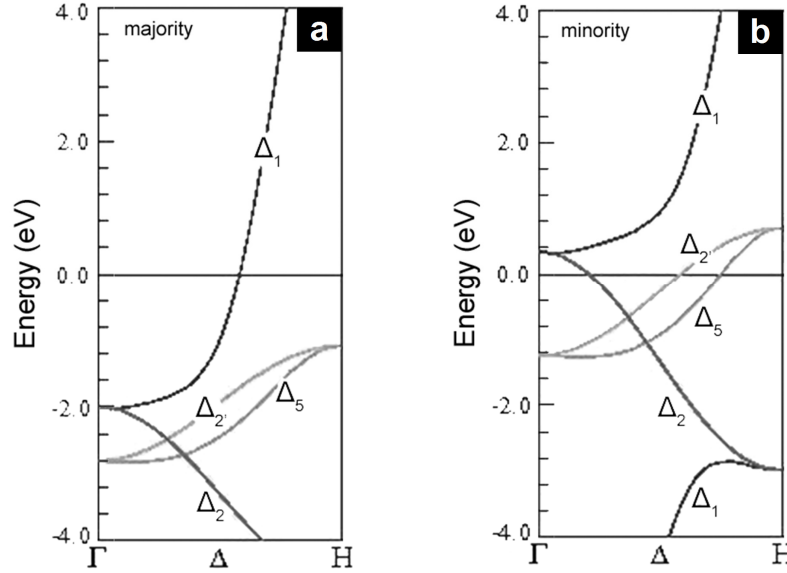 majority
a
4.0
2.0
0.0
-2.0
-4.0
Energy (eV)
Δ1
Δ2'
Δ5
Δ2
Γ
Δ
H
minority
b
4.0
2.0
0.0
-2.0
-4.0
Energy (eV)
Δ1
Δ2'
Δ5
Δ2
Δ1
Γ
Δ
H